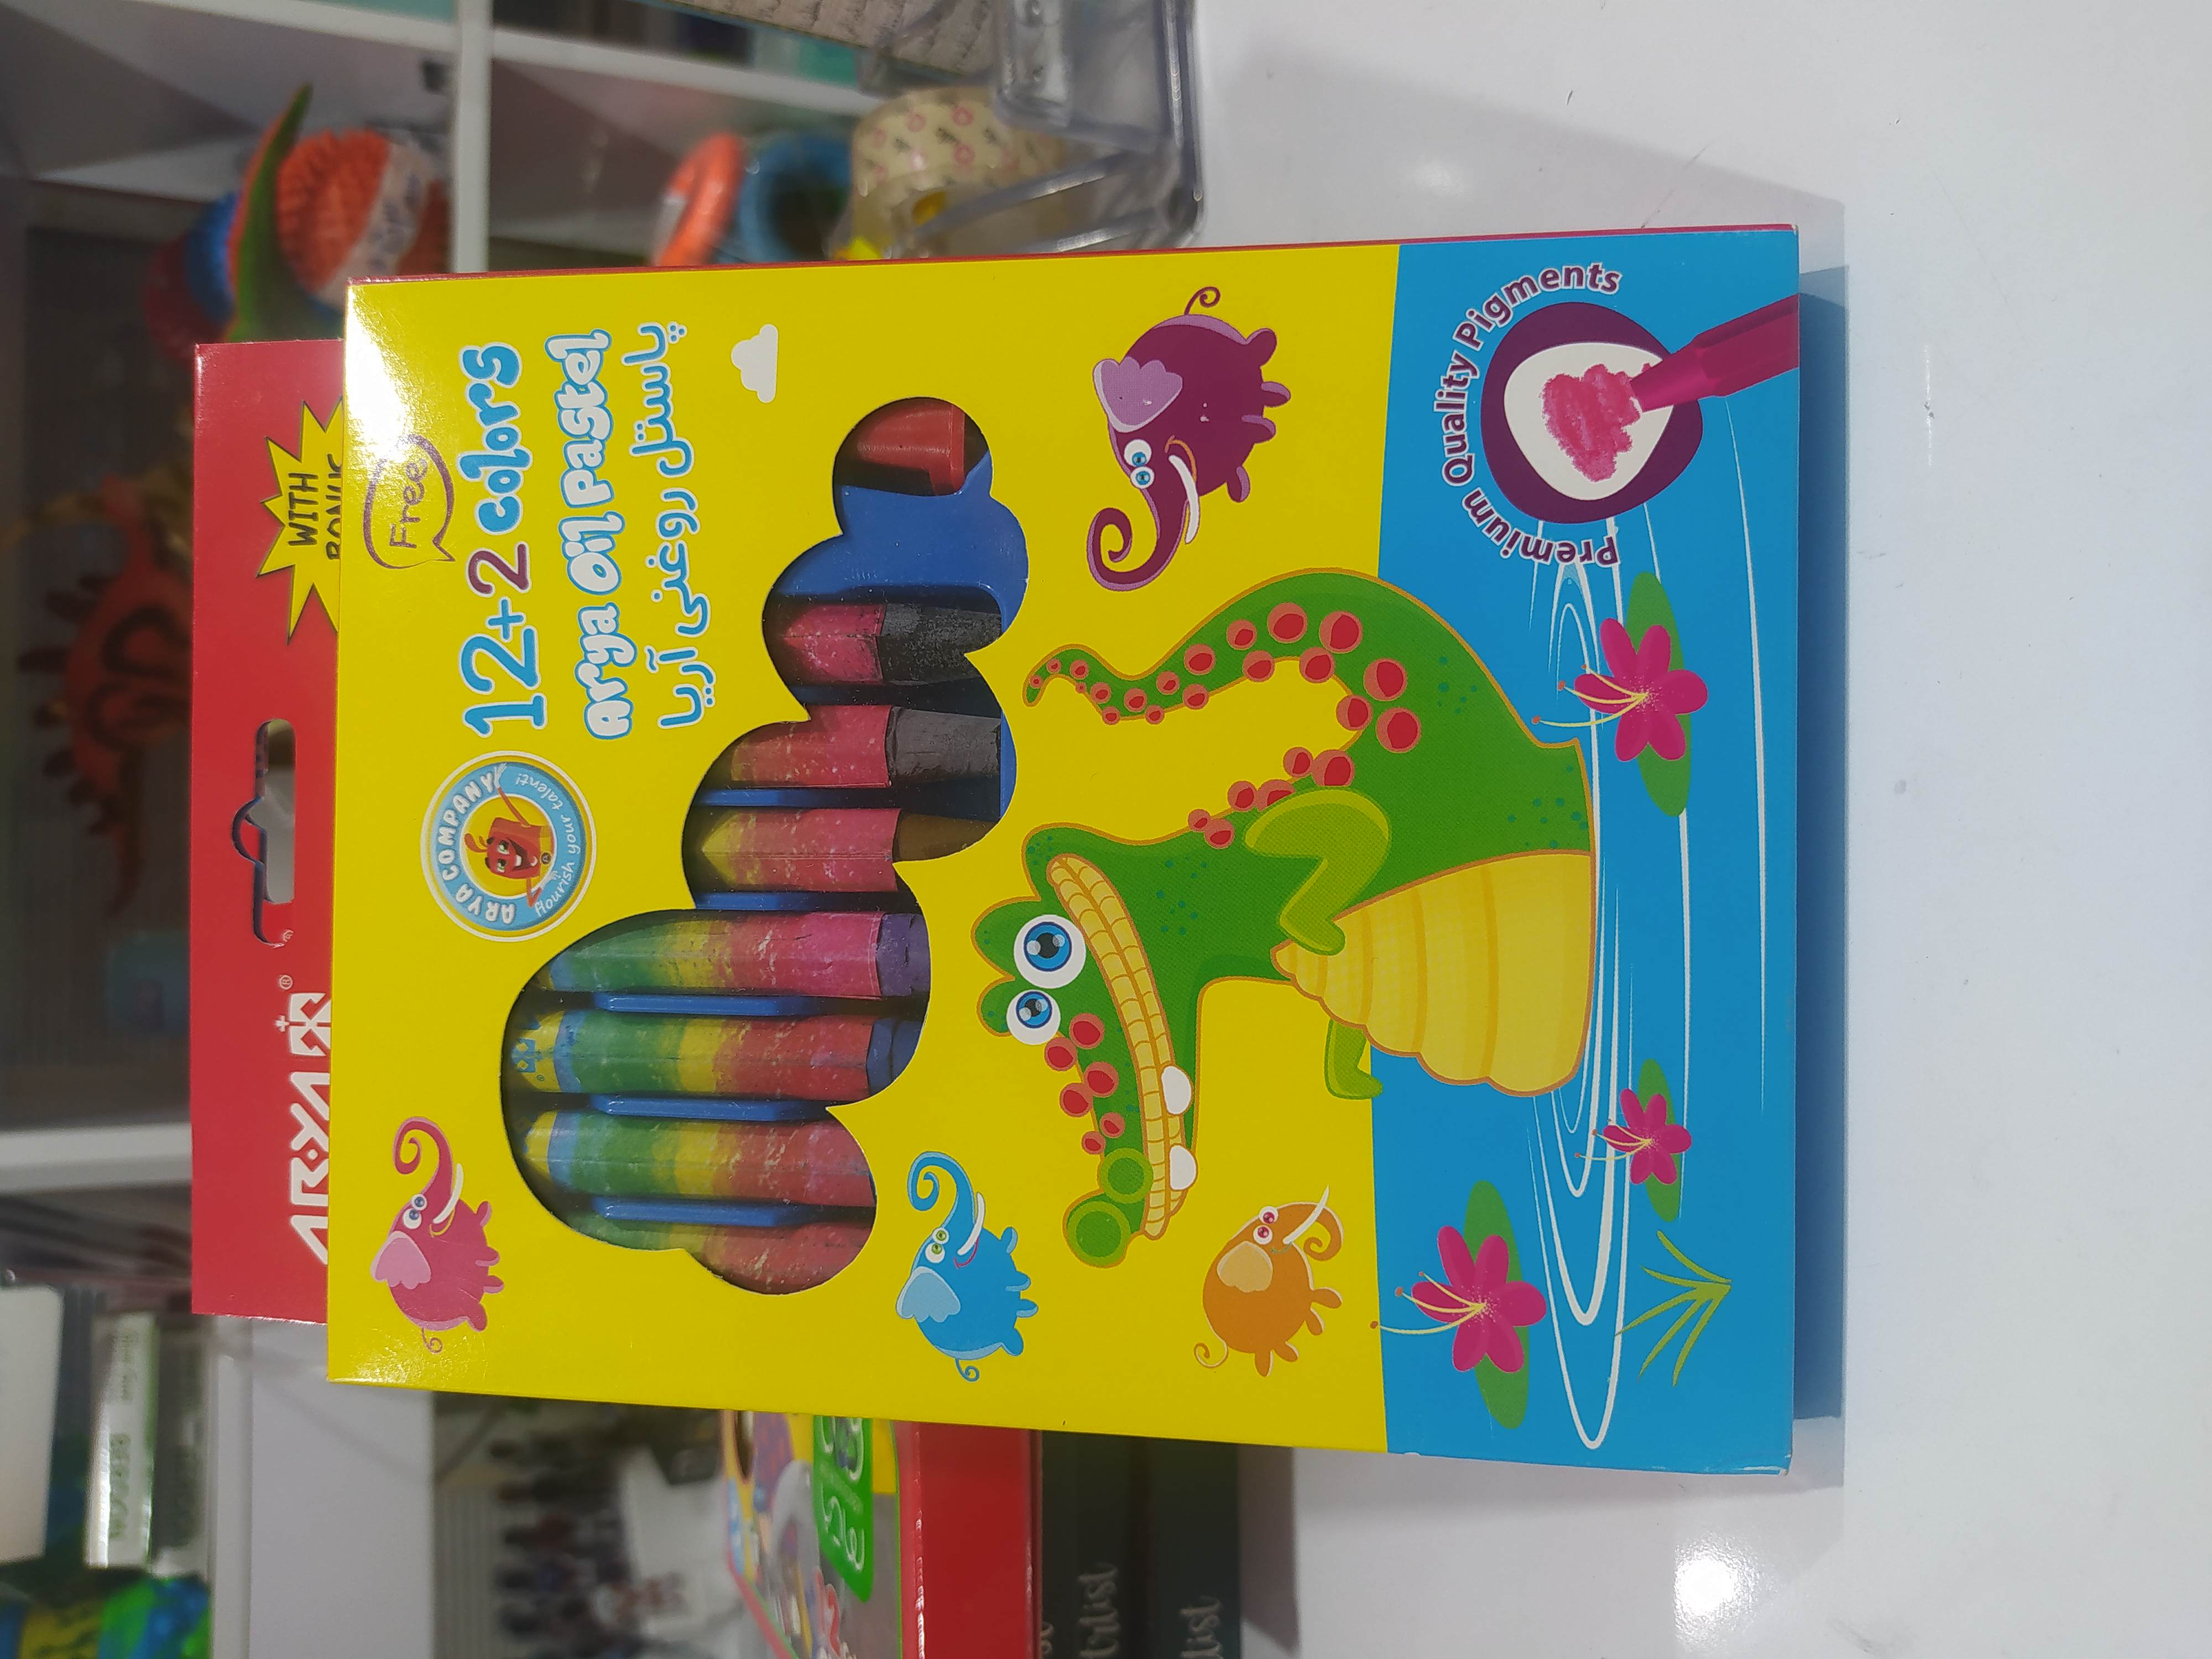 ARYA
®
WITH
Free
12+2 colors
arya oil pastel
پاستل روغنی آریا
ARYA COMPANY
flourish your talent!
Premium Quality Pigments